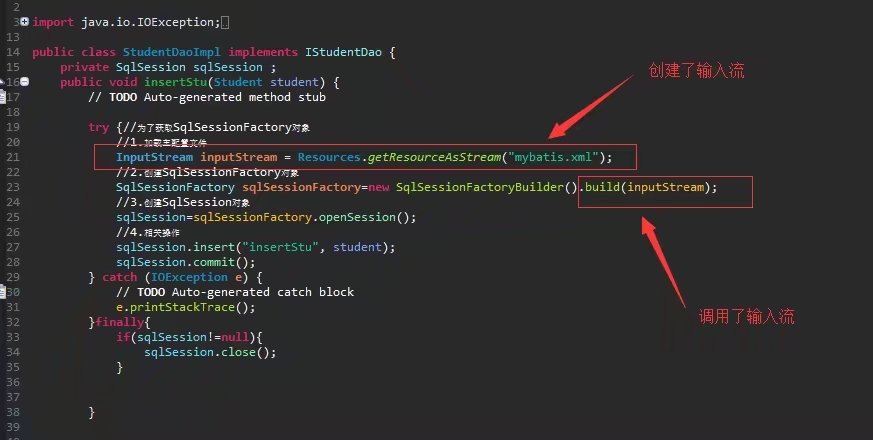 2
3 import java.io.IOException;
13
14 public class StudentDaoImpl implements IStudentDao {
15 private SqlSession sqlSession ;
16 public void insertStu(Student student) {
17 // TODO Auto-generated method stub
18
19 try {//为了获取SqlSessionFactory对象
20 //1.加载主配置文件
21 InputStream inputStream = Resources.getResourceAsStream("mybatis.xml");
22 //2.创建SqlSessionFactory对象
23 SqlSessionFactory sqlSessionFactory=new SqlSessionFactoryBuilder().build(inputStream);
24 //3.创建SqlSession对象
25 sqlSession=sqlSessionFactory.openSession();
26 //4.相关操作
27 sqlSession.insert("insertStu", student);
28 sqlSession.commit();
29 } catch (IOException e) {
30 // TODO Auto-generated catch block
31 e.printStackTrace();
32 }finally{
33 if(sqlSession!=null){
34 sqlSession.close();
35 }
36
37
38 }
39
创建了输入流
调用了输入流